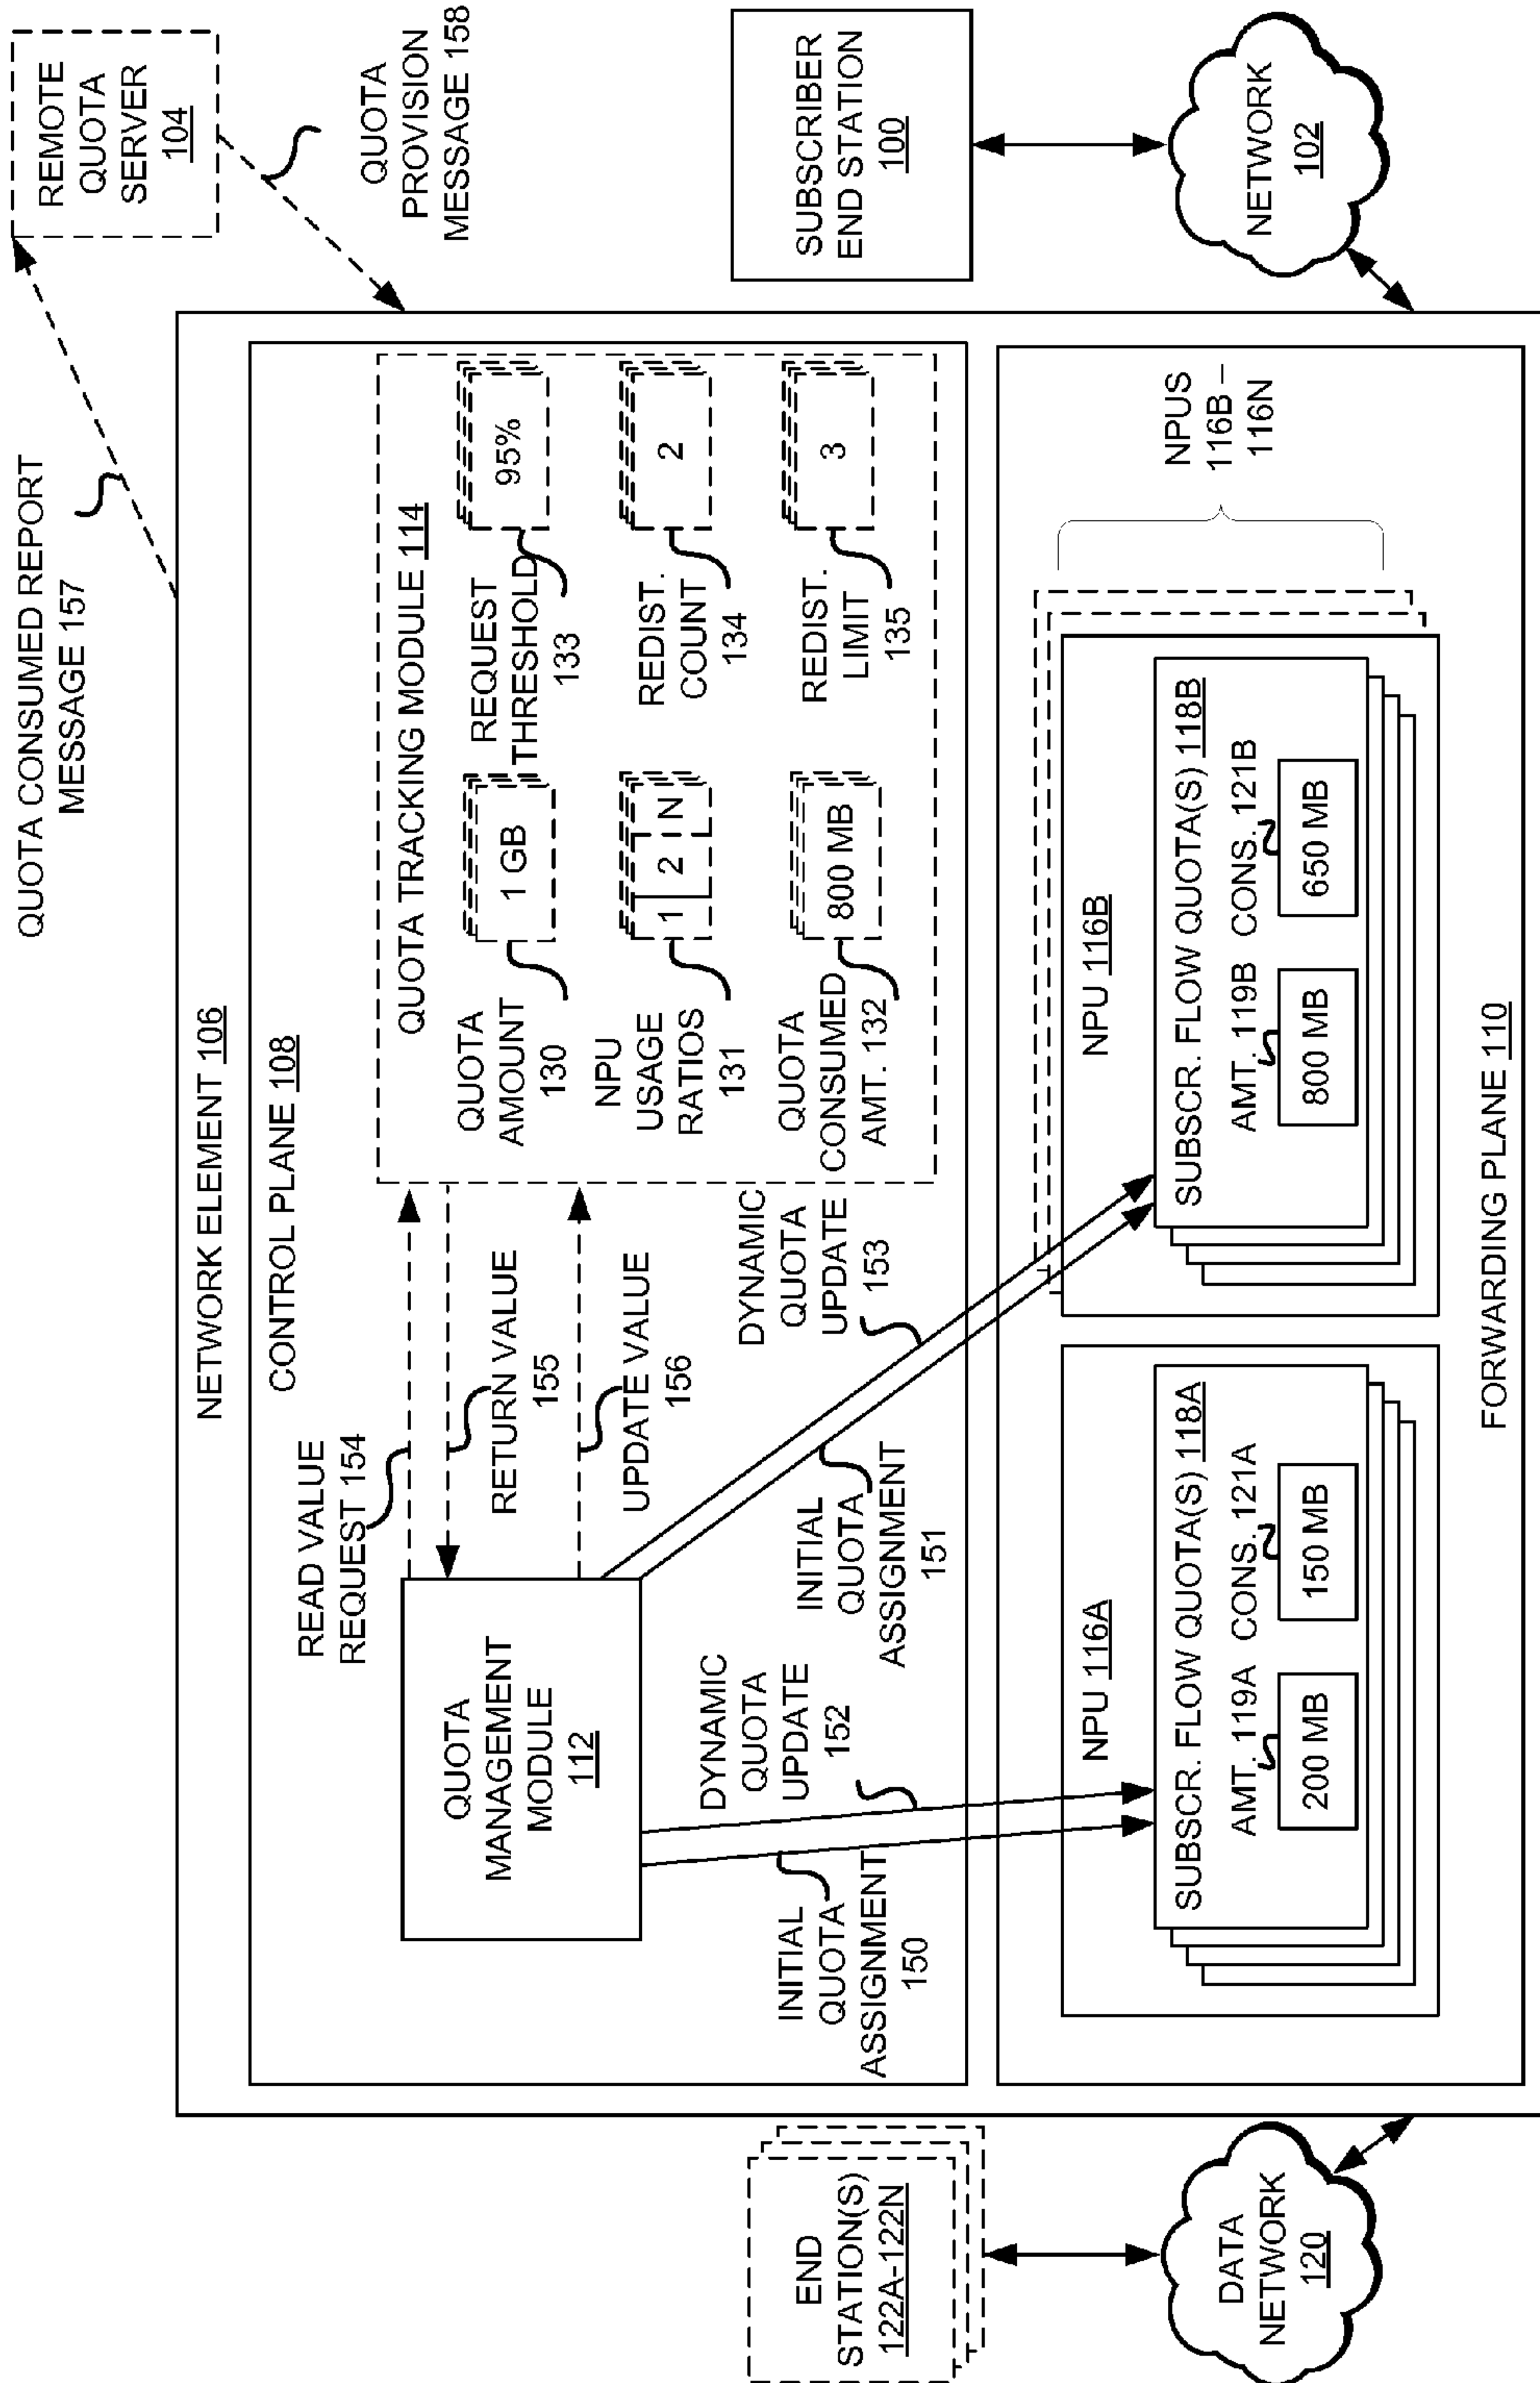 QUOTA CONSUMED REPORT
MESSAGE 157
REMOTE
QUOTA
SERVER
104
QUOTA
PROVISION
MESSAGE 158
NETWORK ELEMENT 106
CONTROL PLANE 108
READ VALUE
REQUEST 154
RETURN VALUE
155
UPDATE VALUE
156
QUOTA
MANAGEMENT
MODULE
112
QUOTA TRACKING MODULE 114
QUOTA
AMOUNT
130
1 GB
REQUEST
THRESHOLD
133
95%
NPU
USAGE
RATIOS
131
1 2 N
REDIST.
COUNT
134
2
QUOTA
CONSUMED
AMT. 132
800 MB
REDIST.
LIMIT
135
3
INITIAL
QUOTA
ASSIGNMENT
150
DYNAMIC
QUOTA
UPDATE
152
INITIAL
QUOTA
ASSIGNMENT
151
DYNAMIC
QUOTA
UPDATE
153
SUBSCRIBER
END STATION
100
NETWORK
102
END
STATION(S)
122A-122N
DATA
NETWORK
120
NPU 116A
SUBSCR. FLOW QUOTA(S) 118A
AMT. 119A CONS. 121A
200 MB
150 MB
NPU 116B
SUBSCR. FLOW QUOTA(S) 118B
AMT. 119B CONS. 121B
800 MB
650 MB
NPUS
116B –
116N
FORWARDING PLANE 110